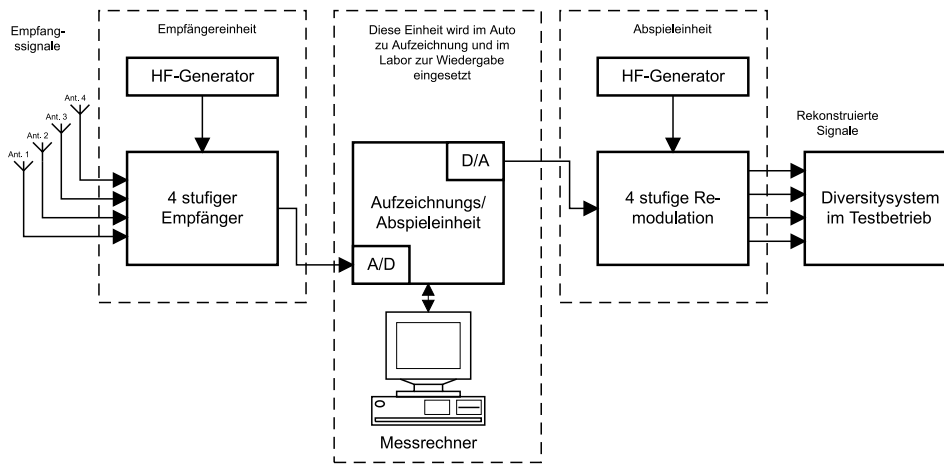 Empfang-
ssignale
Ant. 4
Ant. 3
Ant. 2
Ant. 1
Empfängereinheit
HF-Generator
4 stufiger
Empfänger
Diese Einheit wird im Auto
zu Aufzeichnung und im
Labor zur Wiedergabe
eingesetzt
D/A
Aufzeichnungs/
Abspieleinheit
A/D
Messrechner
Abspieleinheit
HF-Generator
4 stufige Re-
modulation
Rekonstruierte
Signale
Diversitysystem
im Testbetrieb